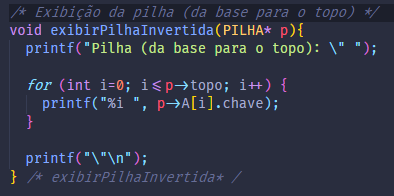 /* Exibição da pilha (da base para o topo) */
void exibirPilhaInvertida(PILHA* p){
  printf("Pilha (da base para o topo): \" ");

  for (int i=0; i<=p->topo; i++) {
    printf("%i ", p->A[i].chave);
  }

  printf("\"\n");
} /* exibirPilhaInvertida* /